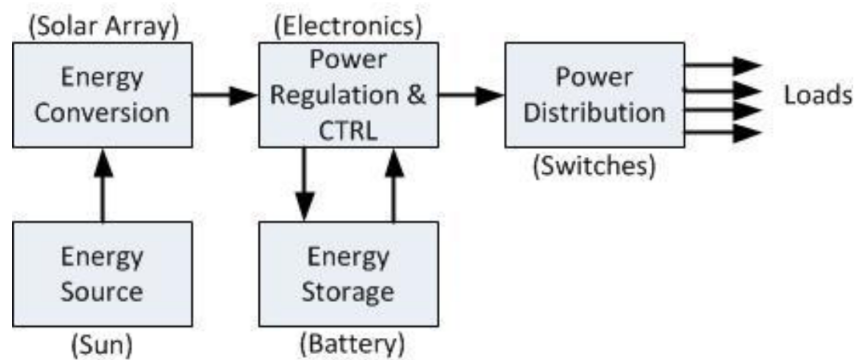 (Solar Array)
Energy
Conversion
(Electronics)
Power
Regulation &
CTRL
Power
Distribution
(Switches)
Loads
Energy
Source
(Sun)
Energy
Storage
(Battery)